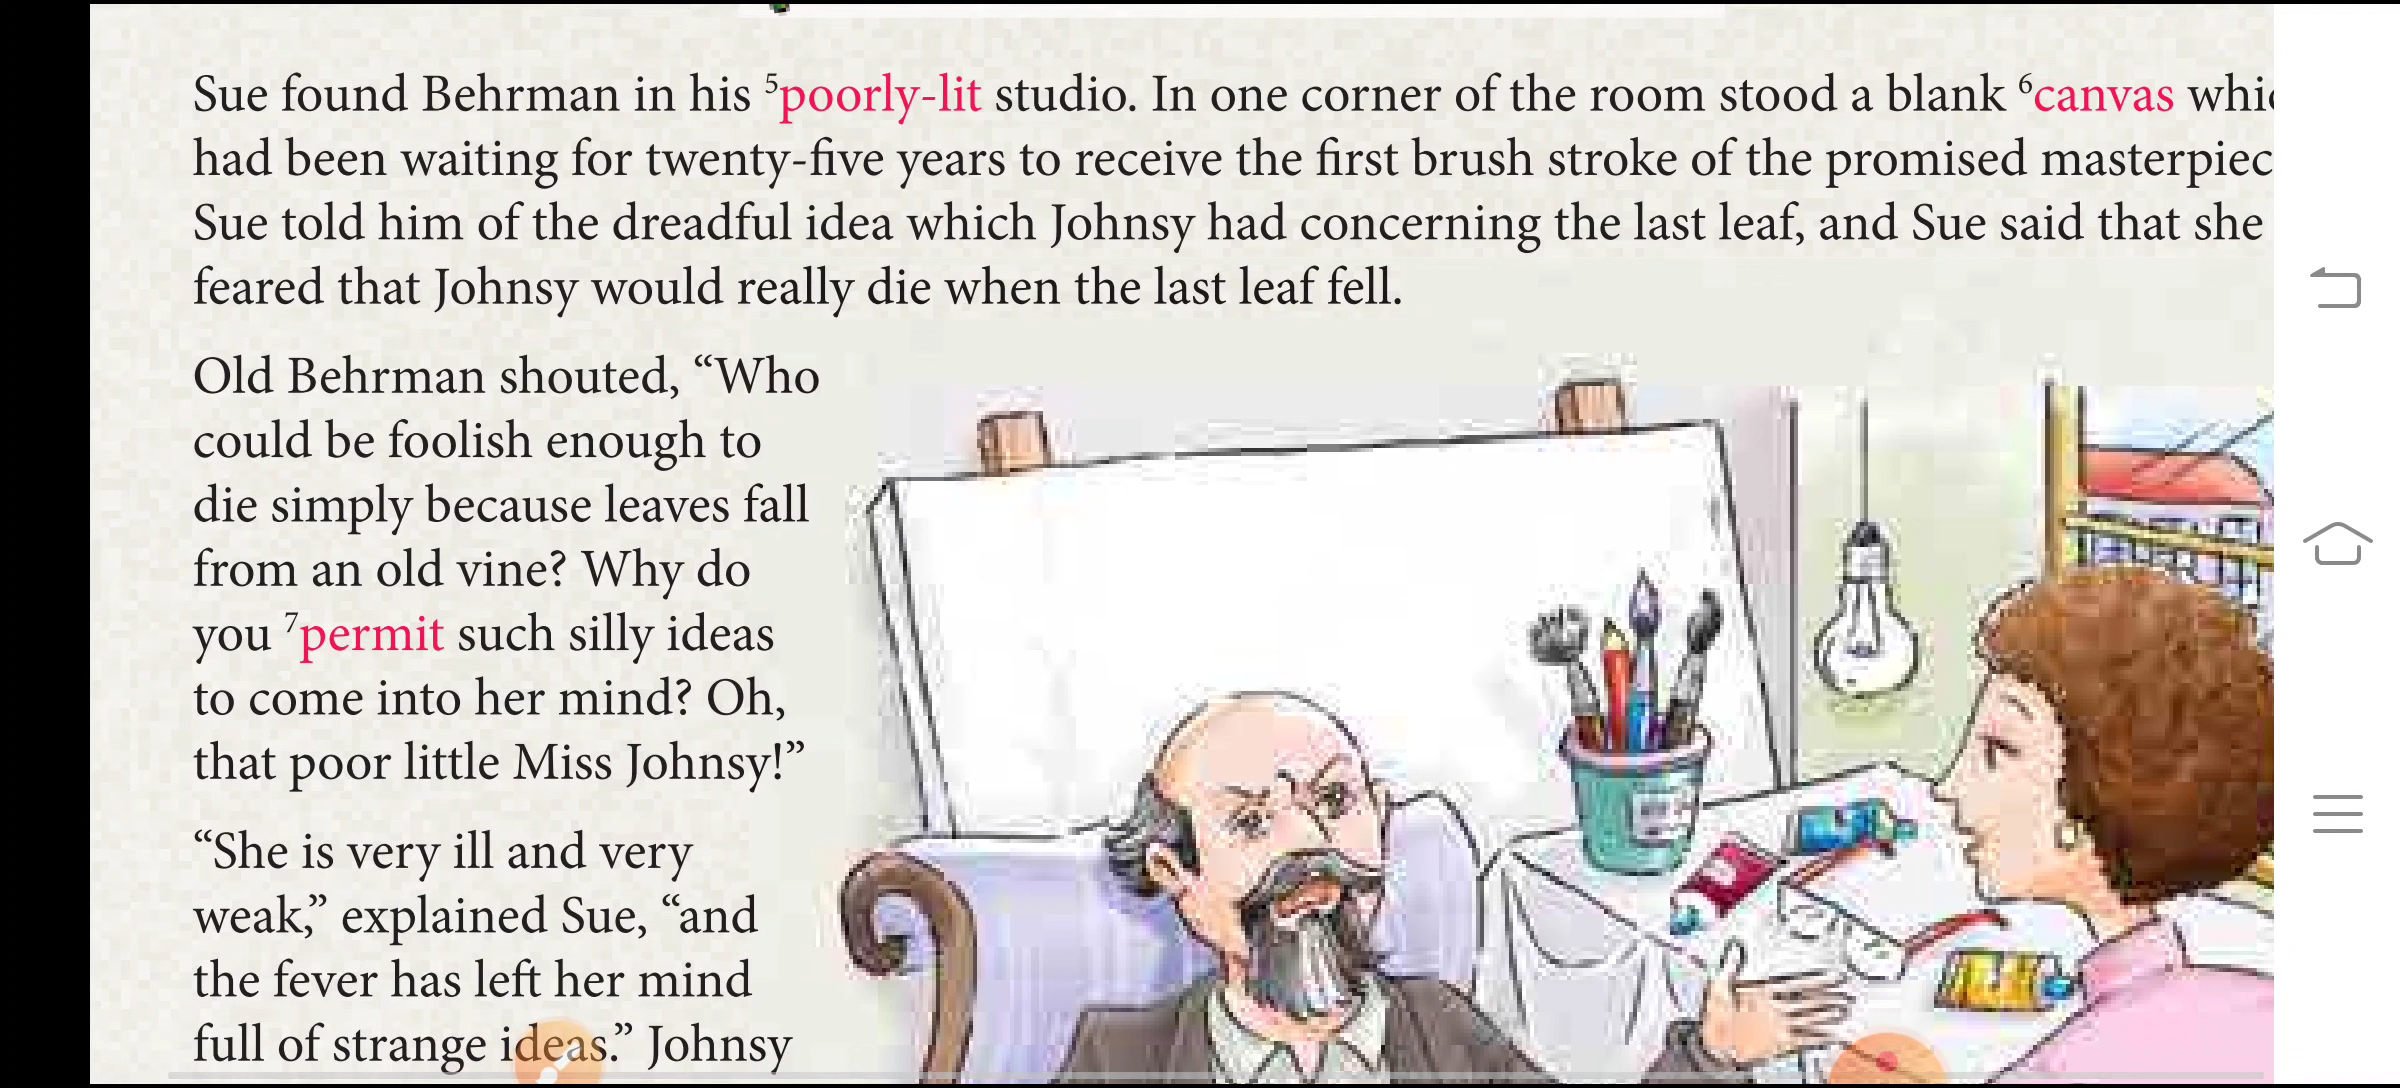 Sue found Behrman in his ⁵poorly-lit studio. In one corner of the room stood a blank ⁶canvas whic
had been waiting for twenty-five years to receive the first brush stroke of the promised masterpiec
Sue told him of the dreadful idea which Johnsy had concerning the last leaf, and Sue said that she
feared that Johnsy would really die when the last leaf fell.
Old Behrman shouted, “Who
could be foolish enough to
die simply because leaves fall
from an old vine? Why do
you ⁷permit such silly ideas
to come into her mind? Oh,
that poor little Miss Johnsy!”
“She is very ill and very
weak,” explained Sue, “and
the fever has left her mind
full of strange ideas.” Johnsy